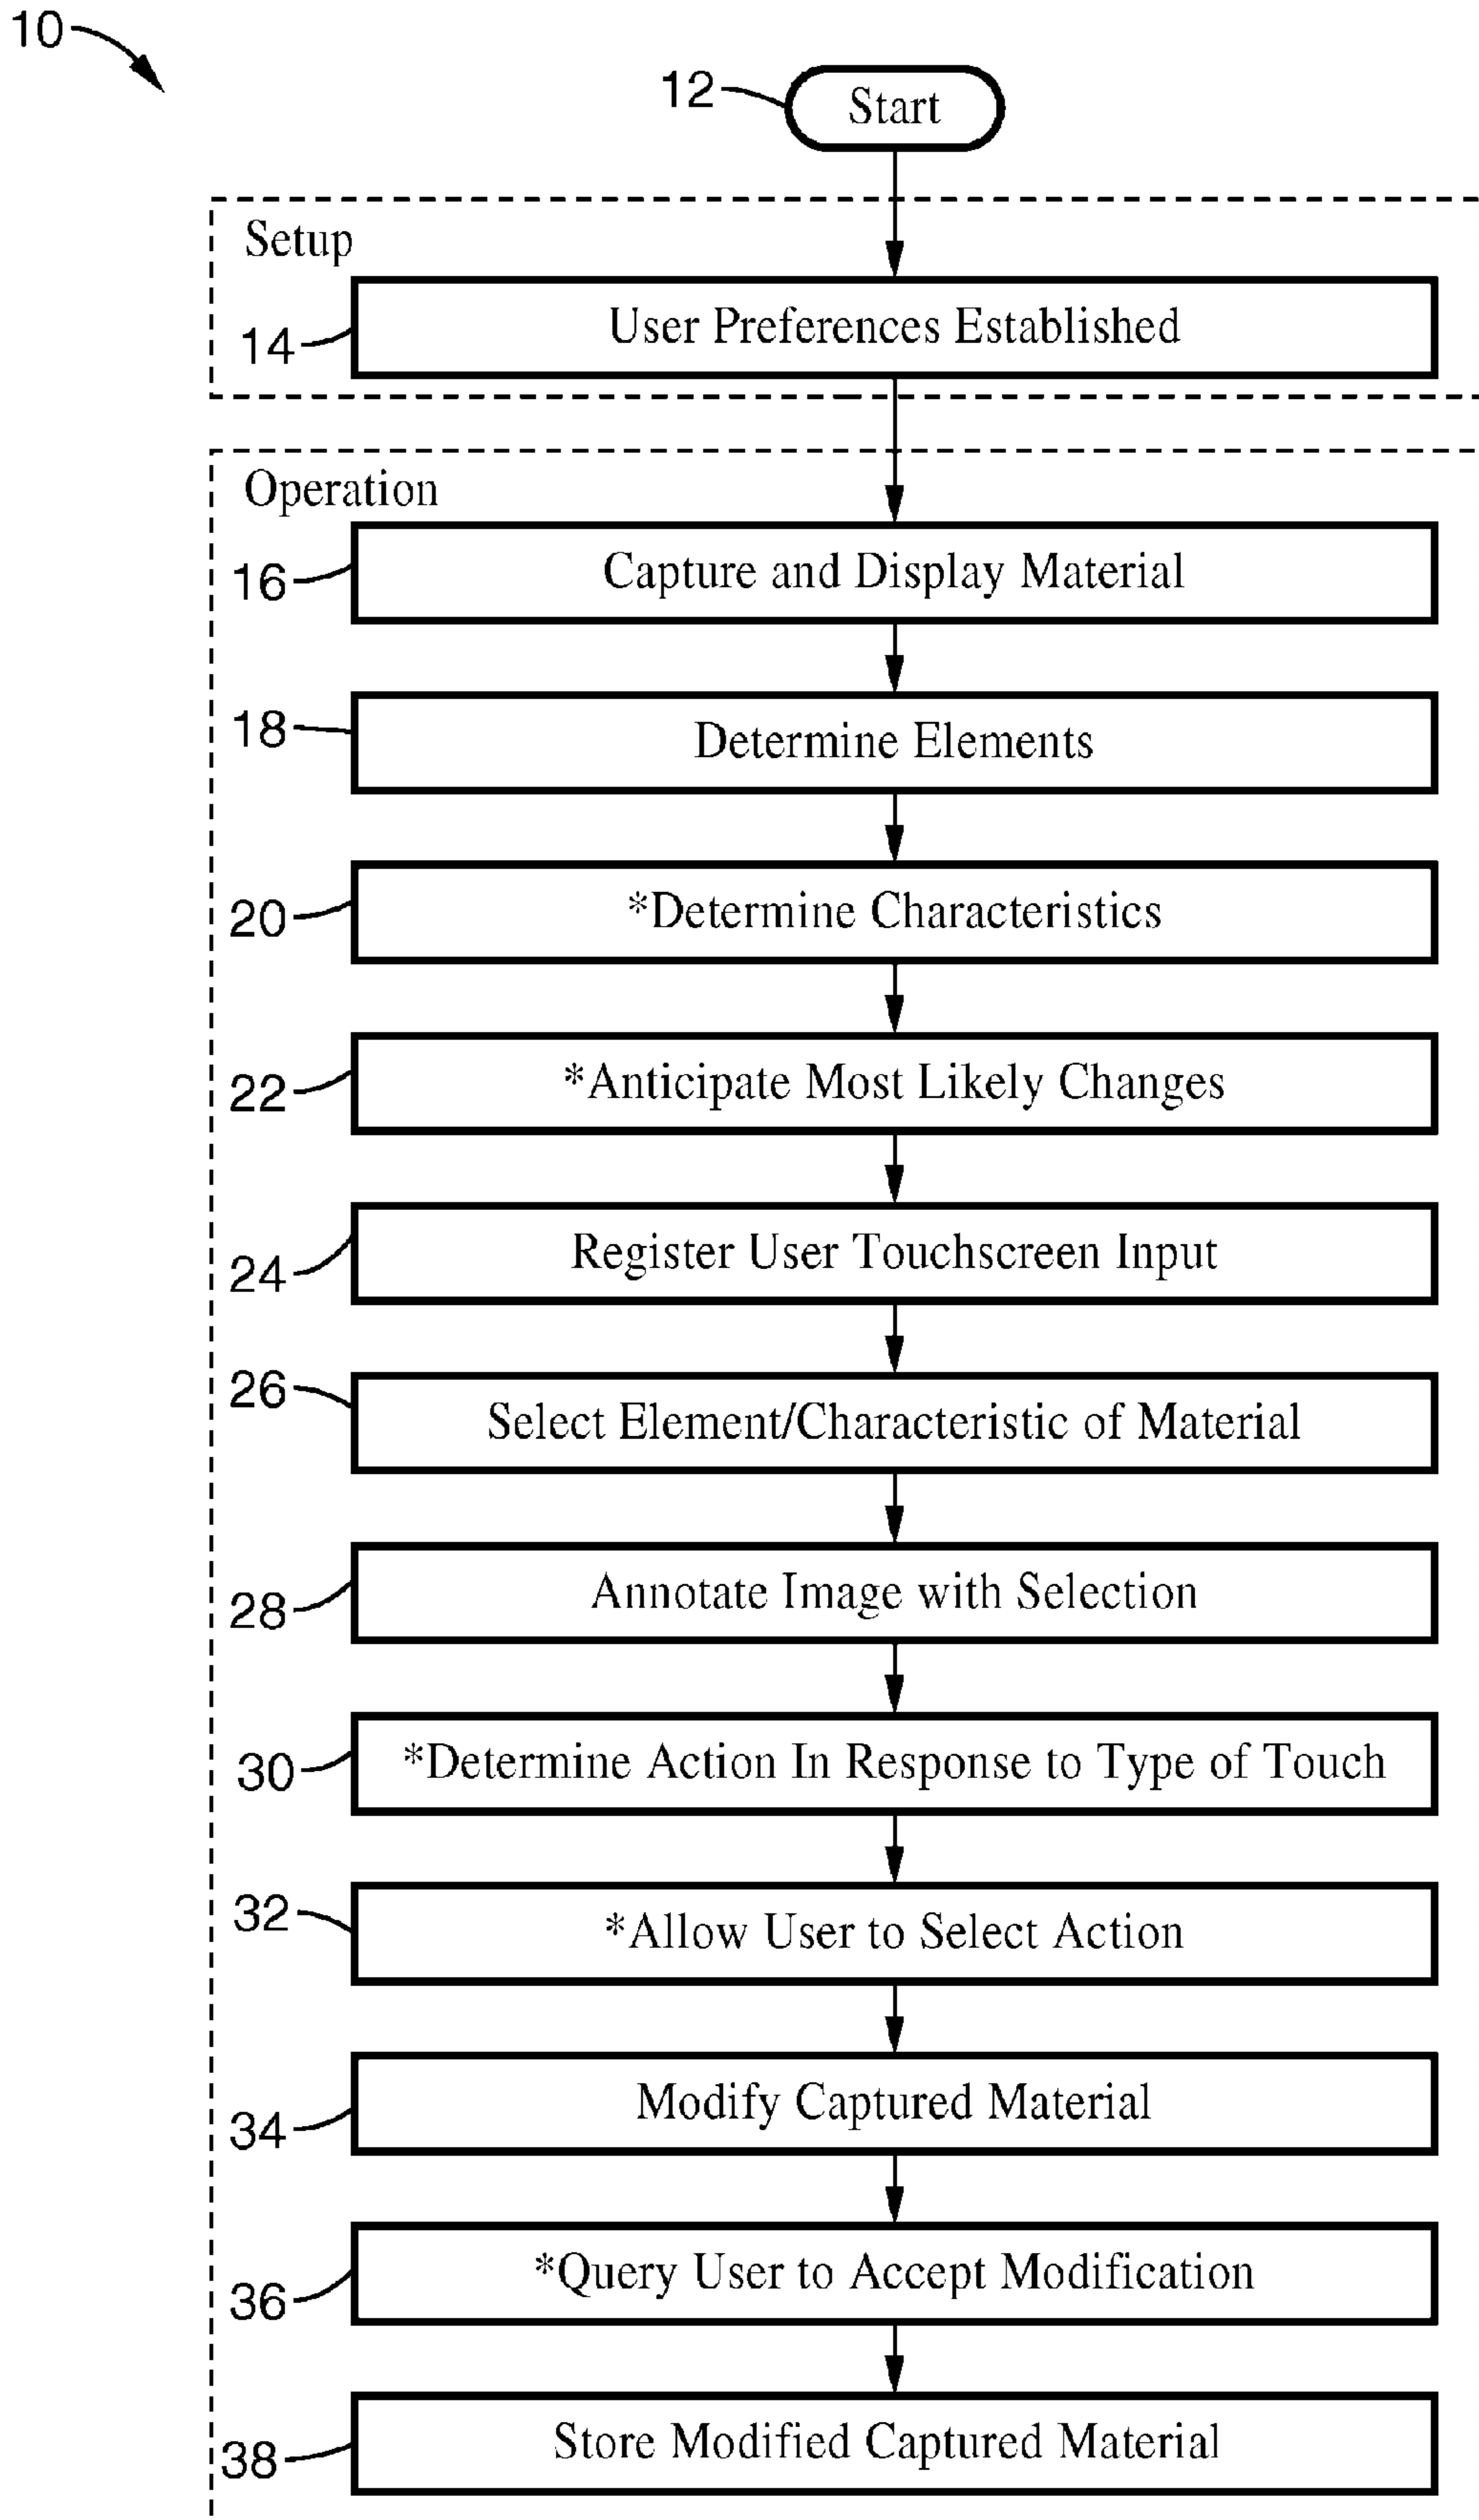 10
12 Start
Setup
14 User Preferences Established
Operation
16 Capture and Display Material
18 Determine Elements
20 *Determine Characteristics
22 *Anticipate Most Likely Changes
24 Register User Touchscreen Input
26 Select Element/Characteristic of Material
28 Annotate Image with Selection
30 *Determine Action In Response to Type of Touch
32 *Allow User to Select Action
34 Modify Captured Material
36 *Query User to Accept Modification
38 Store Modified Captured Material